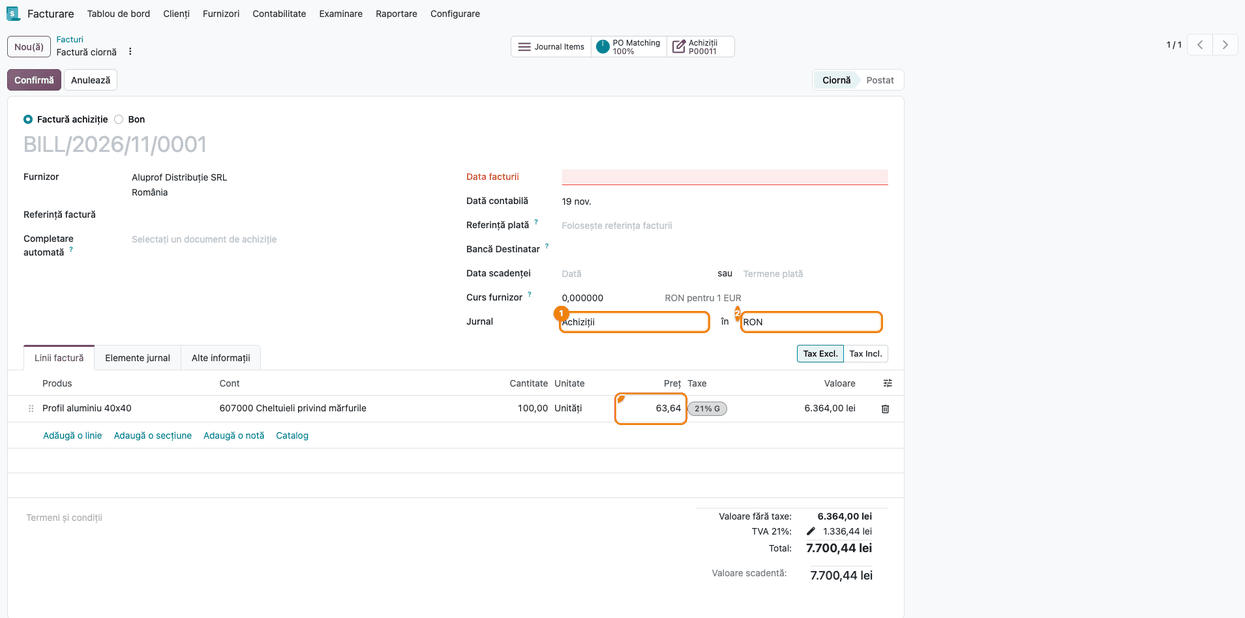 Facturare Tablou de bord Clienți Furnizori Contabilitate Examinare Raportare Configurare
Nou(ă) Facturi
Factură ciornă
Journal Items
PO Matching
100%
Achiziții
P00011
1 / 1
Confirmă Anulează
Ciornă Postat
Factură achiziție Bon
BILL/2026/11/0001
Furnizor Aluprof Distribuție SRL
România
Referință factură
Completare automată ? Selectați un document de achiziție
Data facturii
Dată contabilă 19 nov.
Referință plată ? Folosește referința facturii
Bancă Destinatar ?
Data scadenței Dată sau Termene plată
Curs furnizor ? 0,000000 RON pentru 1 EUR
Jurnal 1 Achiziții în 2 RON
Linii factură Elemente jurnal Alte informații Tax Excl. Tax Incl.
Produs Cont Cantitate Unitate Preț Taxe Valoare
Profil aluminiu 40x40 607000 Cheltuieli privind mărfurile 100,00 Unități 63,64 21% G 6.364,00 lei
Adăugă o linie Adaugă o secțiune Adaugă o notă Catalog
Termeni și condiții
Valoare fără taxe: 6.364,00 lei
TVA 21%: 1.336,44 lei
Total: 7.700,44 lei
Valoare scadentă: 7.700,44 lei